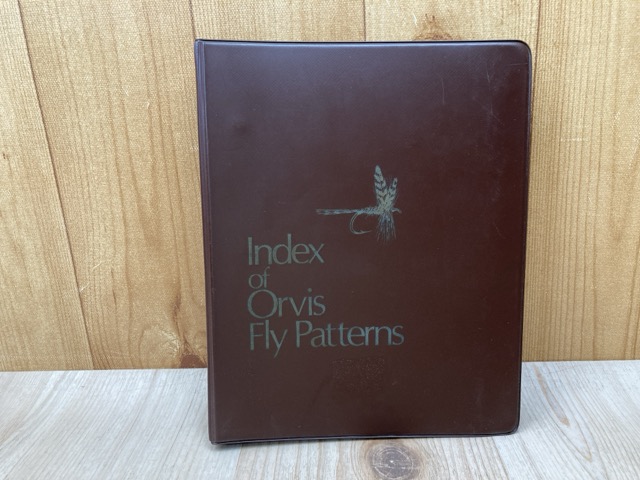 Index
of
Orvis
Fly Patterns